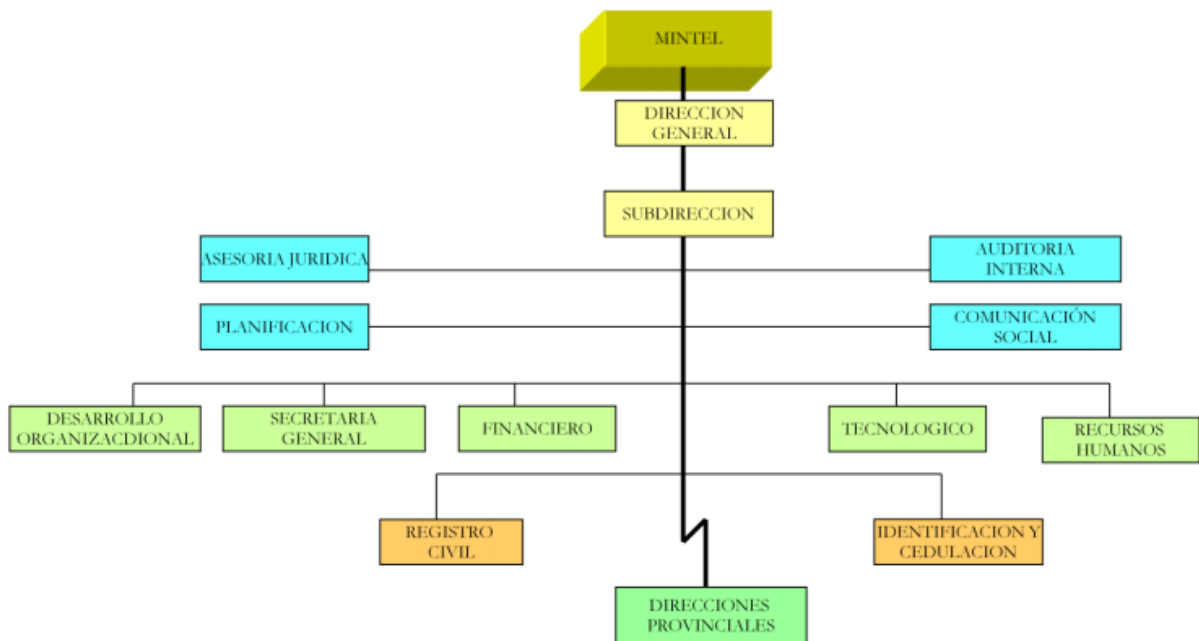 MINTEL
DIRECCION
GENERAL
SUBDIRECCION
ASESORIA JURIDICA
AUDITORIA
INTERNA
PLANIFICACION
COMUNICACIÓN
SOCIAL
DESARROLLO
ORGANIZACDIONAL
SECRETARIA
GENERAL
FINANCIERO
TECNOLOGICO
RECURSOS
HUMANOS
REGISTRO
CIVIL
IDENTIFICACION Y
CEDULACION
DIRECCIONES
PROVINCIALES